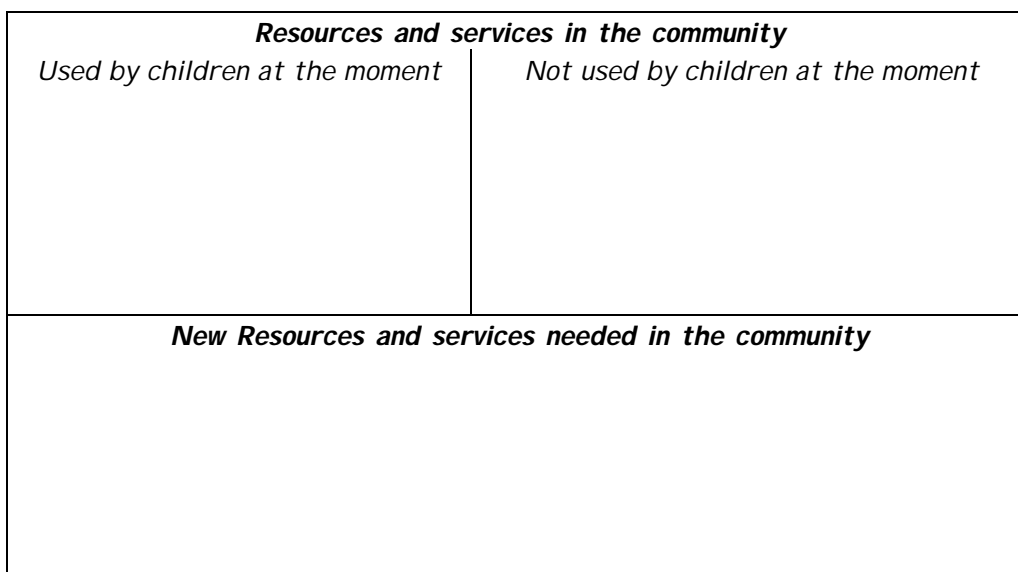 Resources and services in the community
Used by children at the moment
Not used by children at the moment
New Resources and services needed in the community